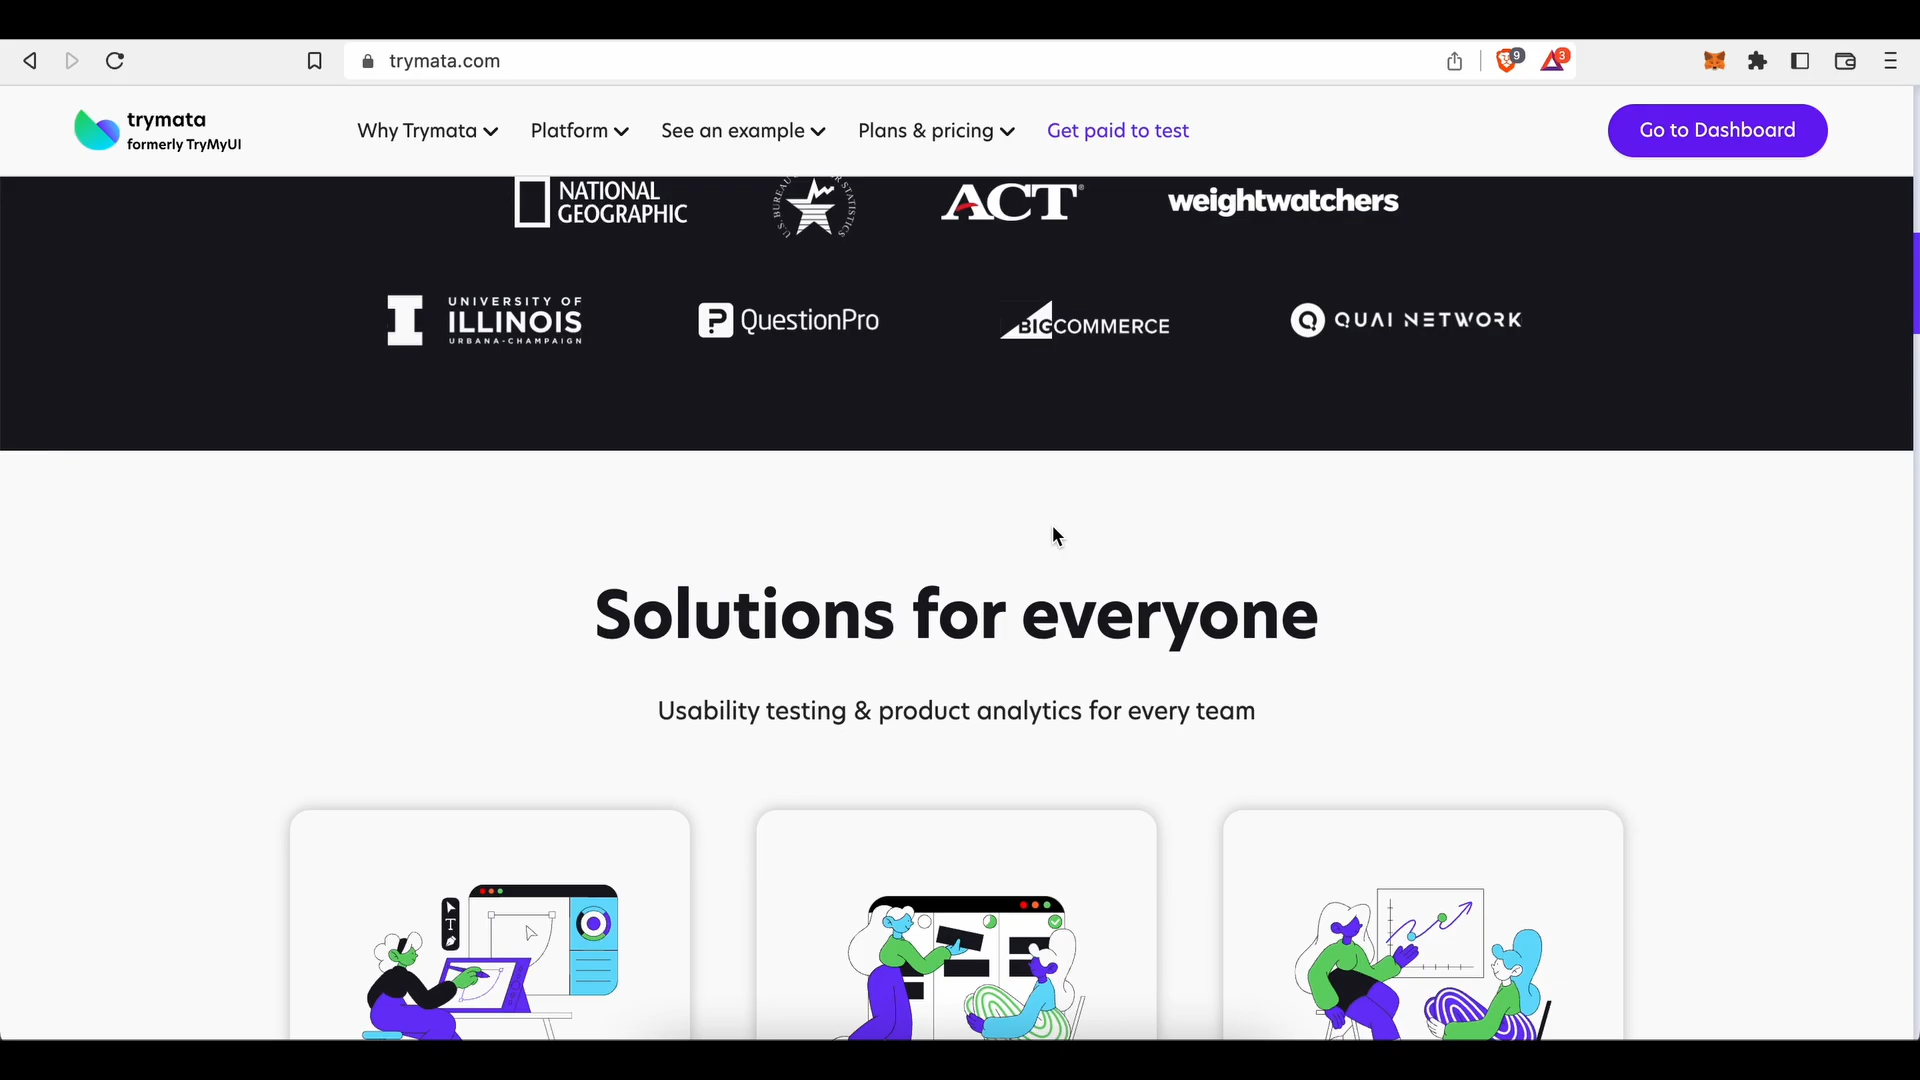 trymata.com
9
3
trymata
formerly TryMyUI
Why Trymata
Platform
See an example
Plans & pricing
Get paid to test
Go to Dashboard
NATIONAL
GEOGRAPHIC
ACT®
weightwatchers
UNIVERSITY OF
ILLINOIS
URBANA-CHAMPAIGN
QuestionPro
BIGCOMMERCE
QUAI NETWORK
Solutions for everyone
Usability testing & product analytics for every team
T